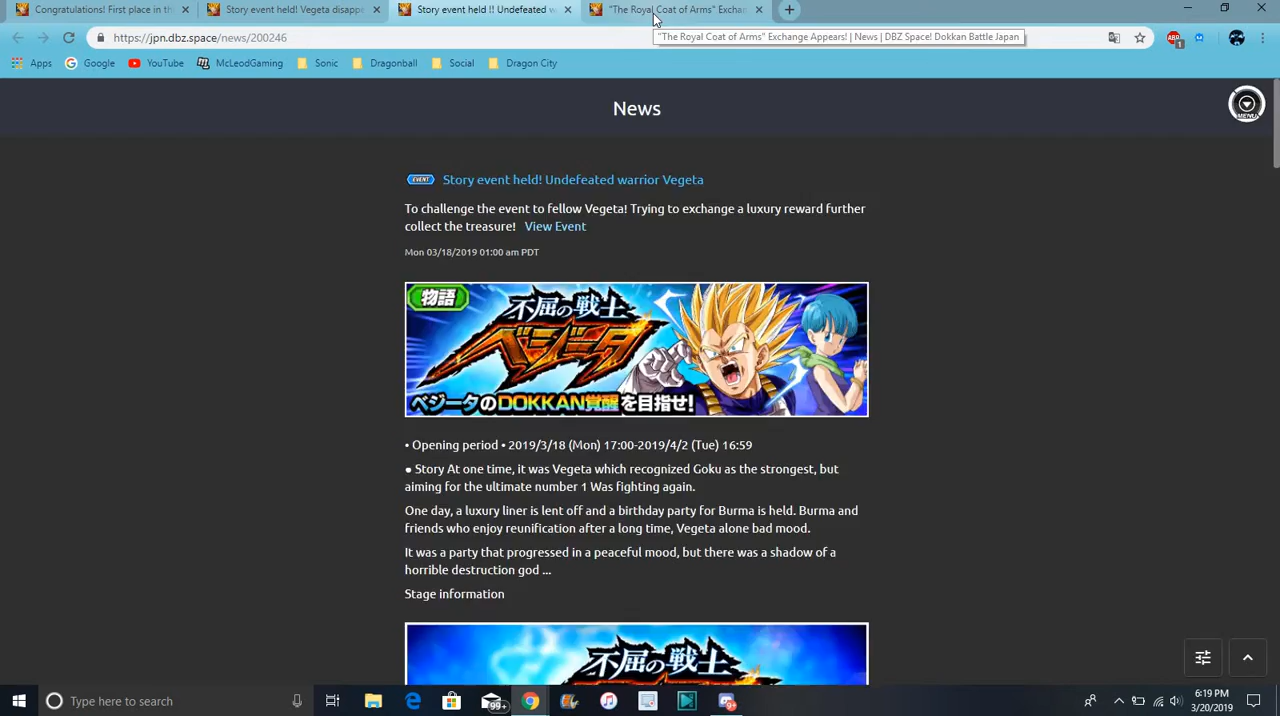 Congratulations! First place in th
Story event held! Vegeta disappe
Story event held !! Undefeated w
"The Royal Coat of Arms" Exchan
https://jpn.dbz.space/news/200246
"The Royal Coat of Arms" Exchange Appears! | News | DBZ Space! Dokkan Battle Japan
ABP
1
Apps
Google
YouTube
McLeodGaming
Sonic
Dragonball
Social
Dragon City
News
MENU
EVENT Story event held! Undefeated warrior Vegeta
To challenge the event to fellow Vegeta! Trying to exchange a luxury reward further
collect the treasure! View Event
Mon 03/18/2019 01:00 am PDT
物語
不屈の戦士
ベジータ
ベジータのDOKKAN覚醒を目指せ!
• Opening period • 2019/3/18 (Mon) 17:00-2019/4/2 (Tue) 16:59
● Story At one time, it was Vegeta which recognized Goku as the strongest, but
aiming for the ultimate number 1 Was fighting again.
One day, a luxury liner is lent off and a birthday party for Burma is held. Burma and
friends who enjoy reunification after a long time, Vegeta alone bad mood.
It was a party that progressed in a peaceful mood, but there was a shadow of a
horrible destruction god ...
Stage information
不屈の戦士
Type here to search
99+
9+
6:19 PM
3/20/2019